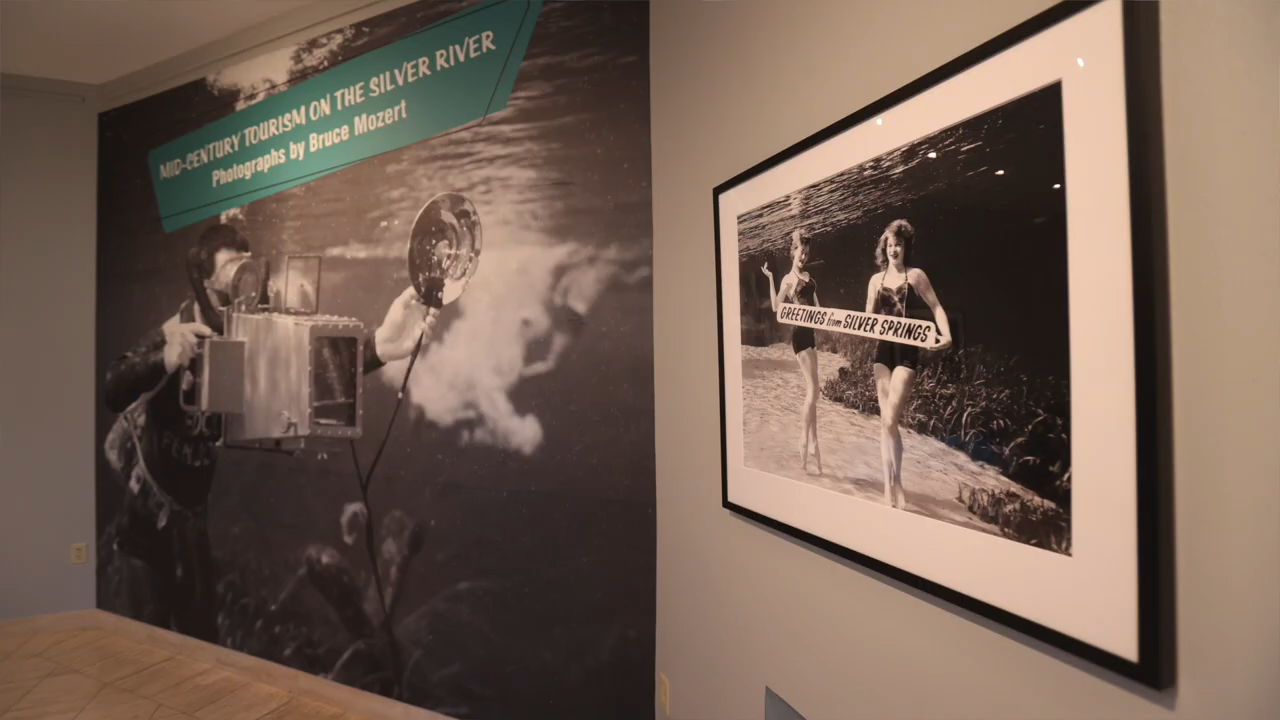 MID-CENTURY TOURISM ON THE SILVER RIVER
Photographs by Bruce Mozert
GREETINGS from SILVER SPRINGS